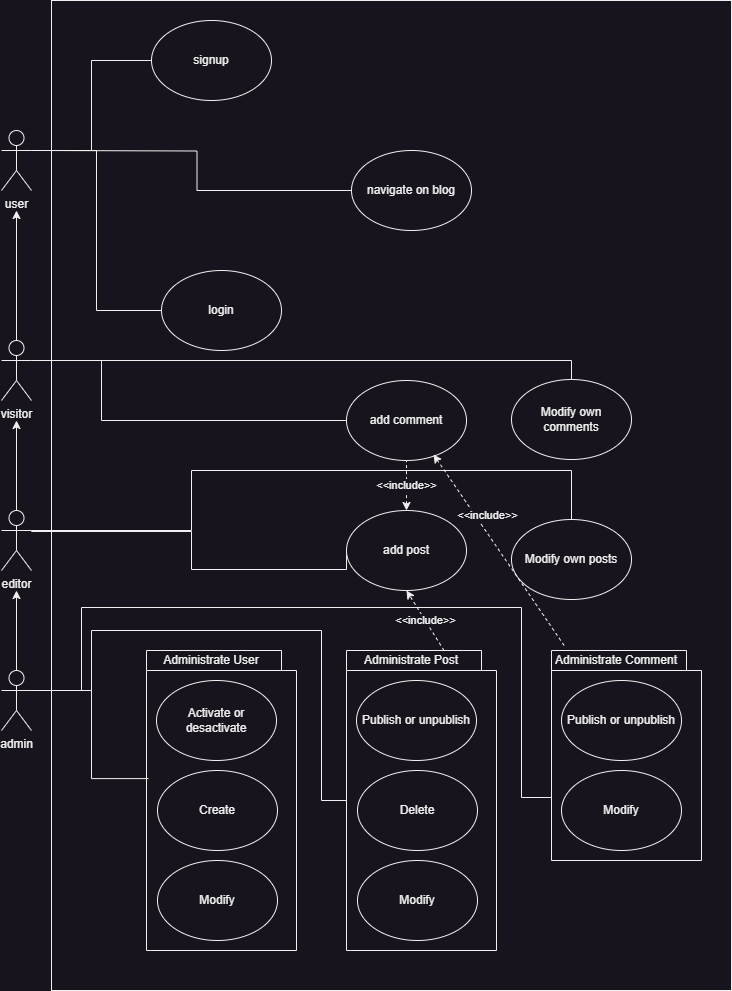 signup
user
navigate on blog
login
visitor
add comment
Modify own
comments
<<include>>
<<include>>
editor
add post
Modify own posts
<<include>>
admin
Administrate User
Administrate Post
Administrate Comment
Activate or
desactivate
Publish or unpublish
Publish or unpublish
Create
Delete
Modify
Modify
Modify